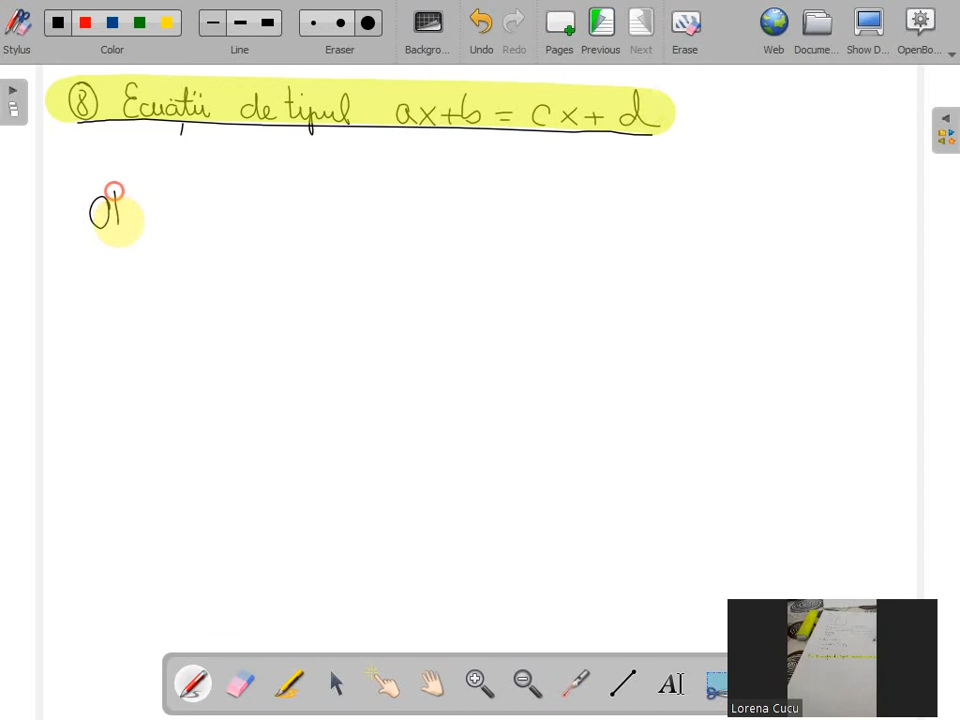 Color
Line
Eraser
Stylus
Backgro...
Undo
Redo
Pages
Previous
Next
Erase
Web
Docume...
Show D...
OpenBo...
⑧ Ecuații de tipul ax+b = cx+d
Lorena Cucu